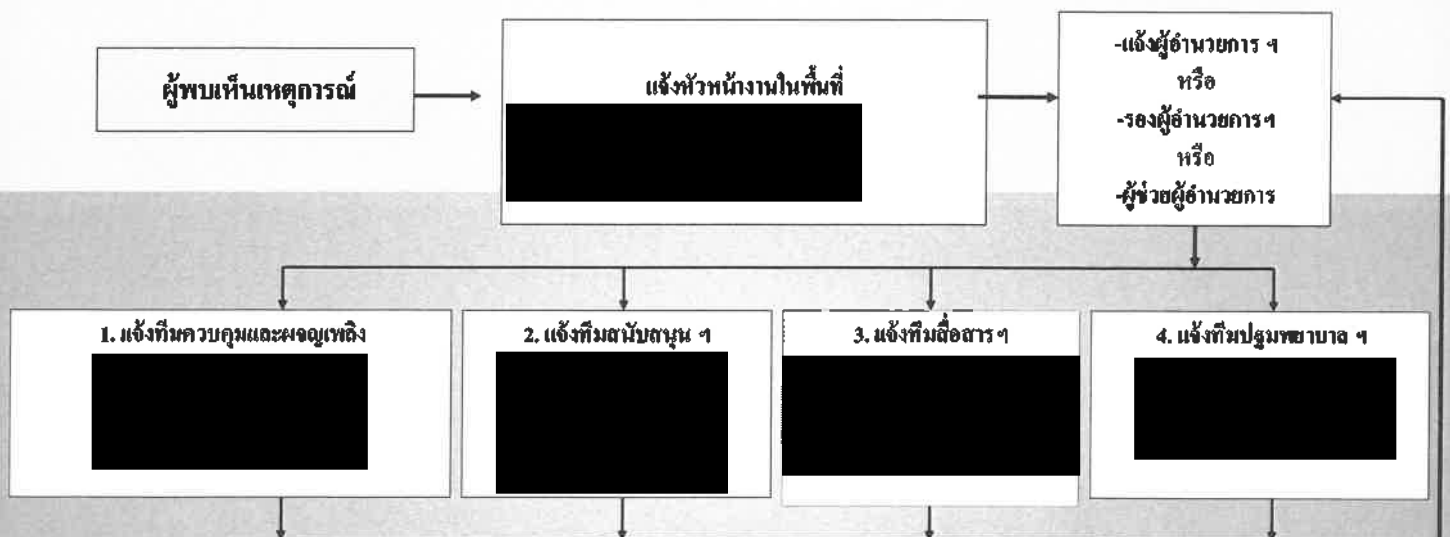 ผู้พบเห็นเหตุการณ์
แจ้งหัวหน้างานในพื้นที่
-แจ้งผู้อำนวยการ ฯ
หรือ
-รองผู้อำนวยการฯ
หรือ
-ผู้ช่วยผู้อำนวยการ
1. แจ้งทีมควบคุมและผจญเพลิง
2. แจ้งทีมสนับสนุน ฯ
3. แจ้งทีมสื่อสาร ฯ
4. แจ้งทีมปฐมพยาบาล ฯ